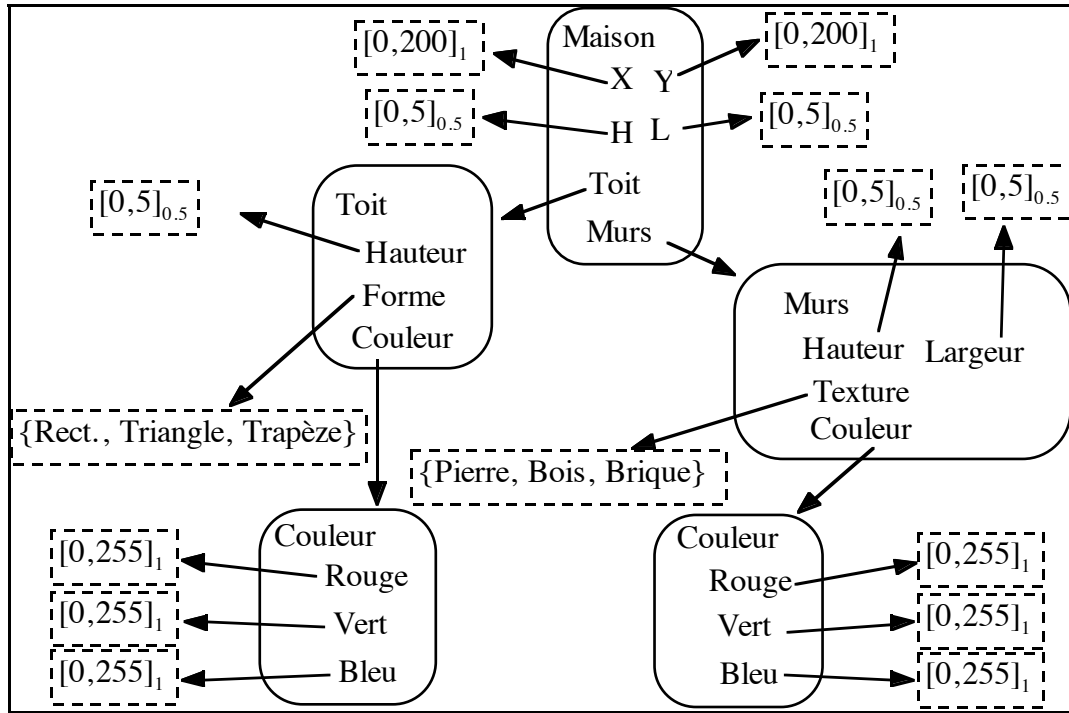 Maison
[0,200]1
X Y
[0,200]1
[0,5]0.5
H L
[0,5]0.5
Toit
Murs
[0,5]0.5
Toit
Hauteur
Forme
Couleur
[0,5]0.5
[0,5]0.5
Murs
Hauteur Largeur
Texture
Couleur
{Rect., Triangle, Trapèze}
{Pierre, Bois, Brique}
Couleur
[0,255]1
Rouge
[0,255]1
Vert
[0,255]1
Bleu
Couleur
Rouge
[0,255]1
Vert
[0,255]1
Bleu
[0,255]1